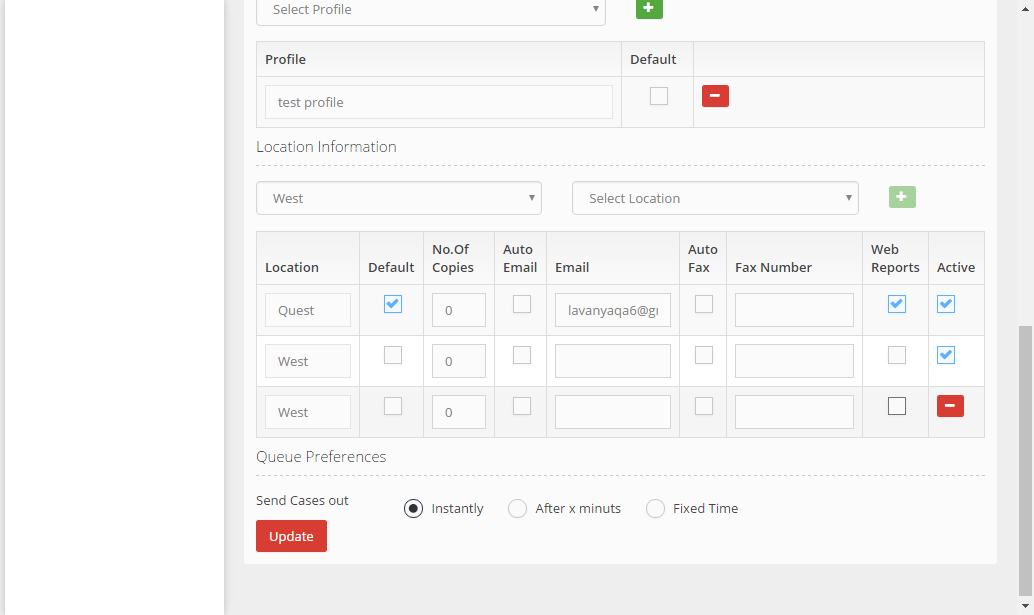 Select Profile
Profile Default
test profile
Location Information
West Select Location
Location Default No.Of Copies Auto Email Email Auto Fax Fax Number Web Reports Active
Quest 0 lavanyaqa6@g
West 0
West 0
Queue Preferences
Send Cases out Instantly After x minuts Fixed Time
Update